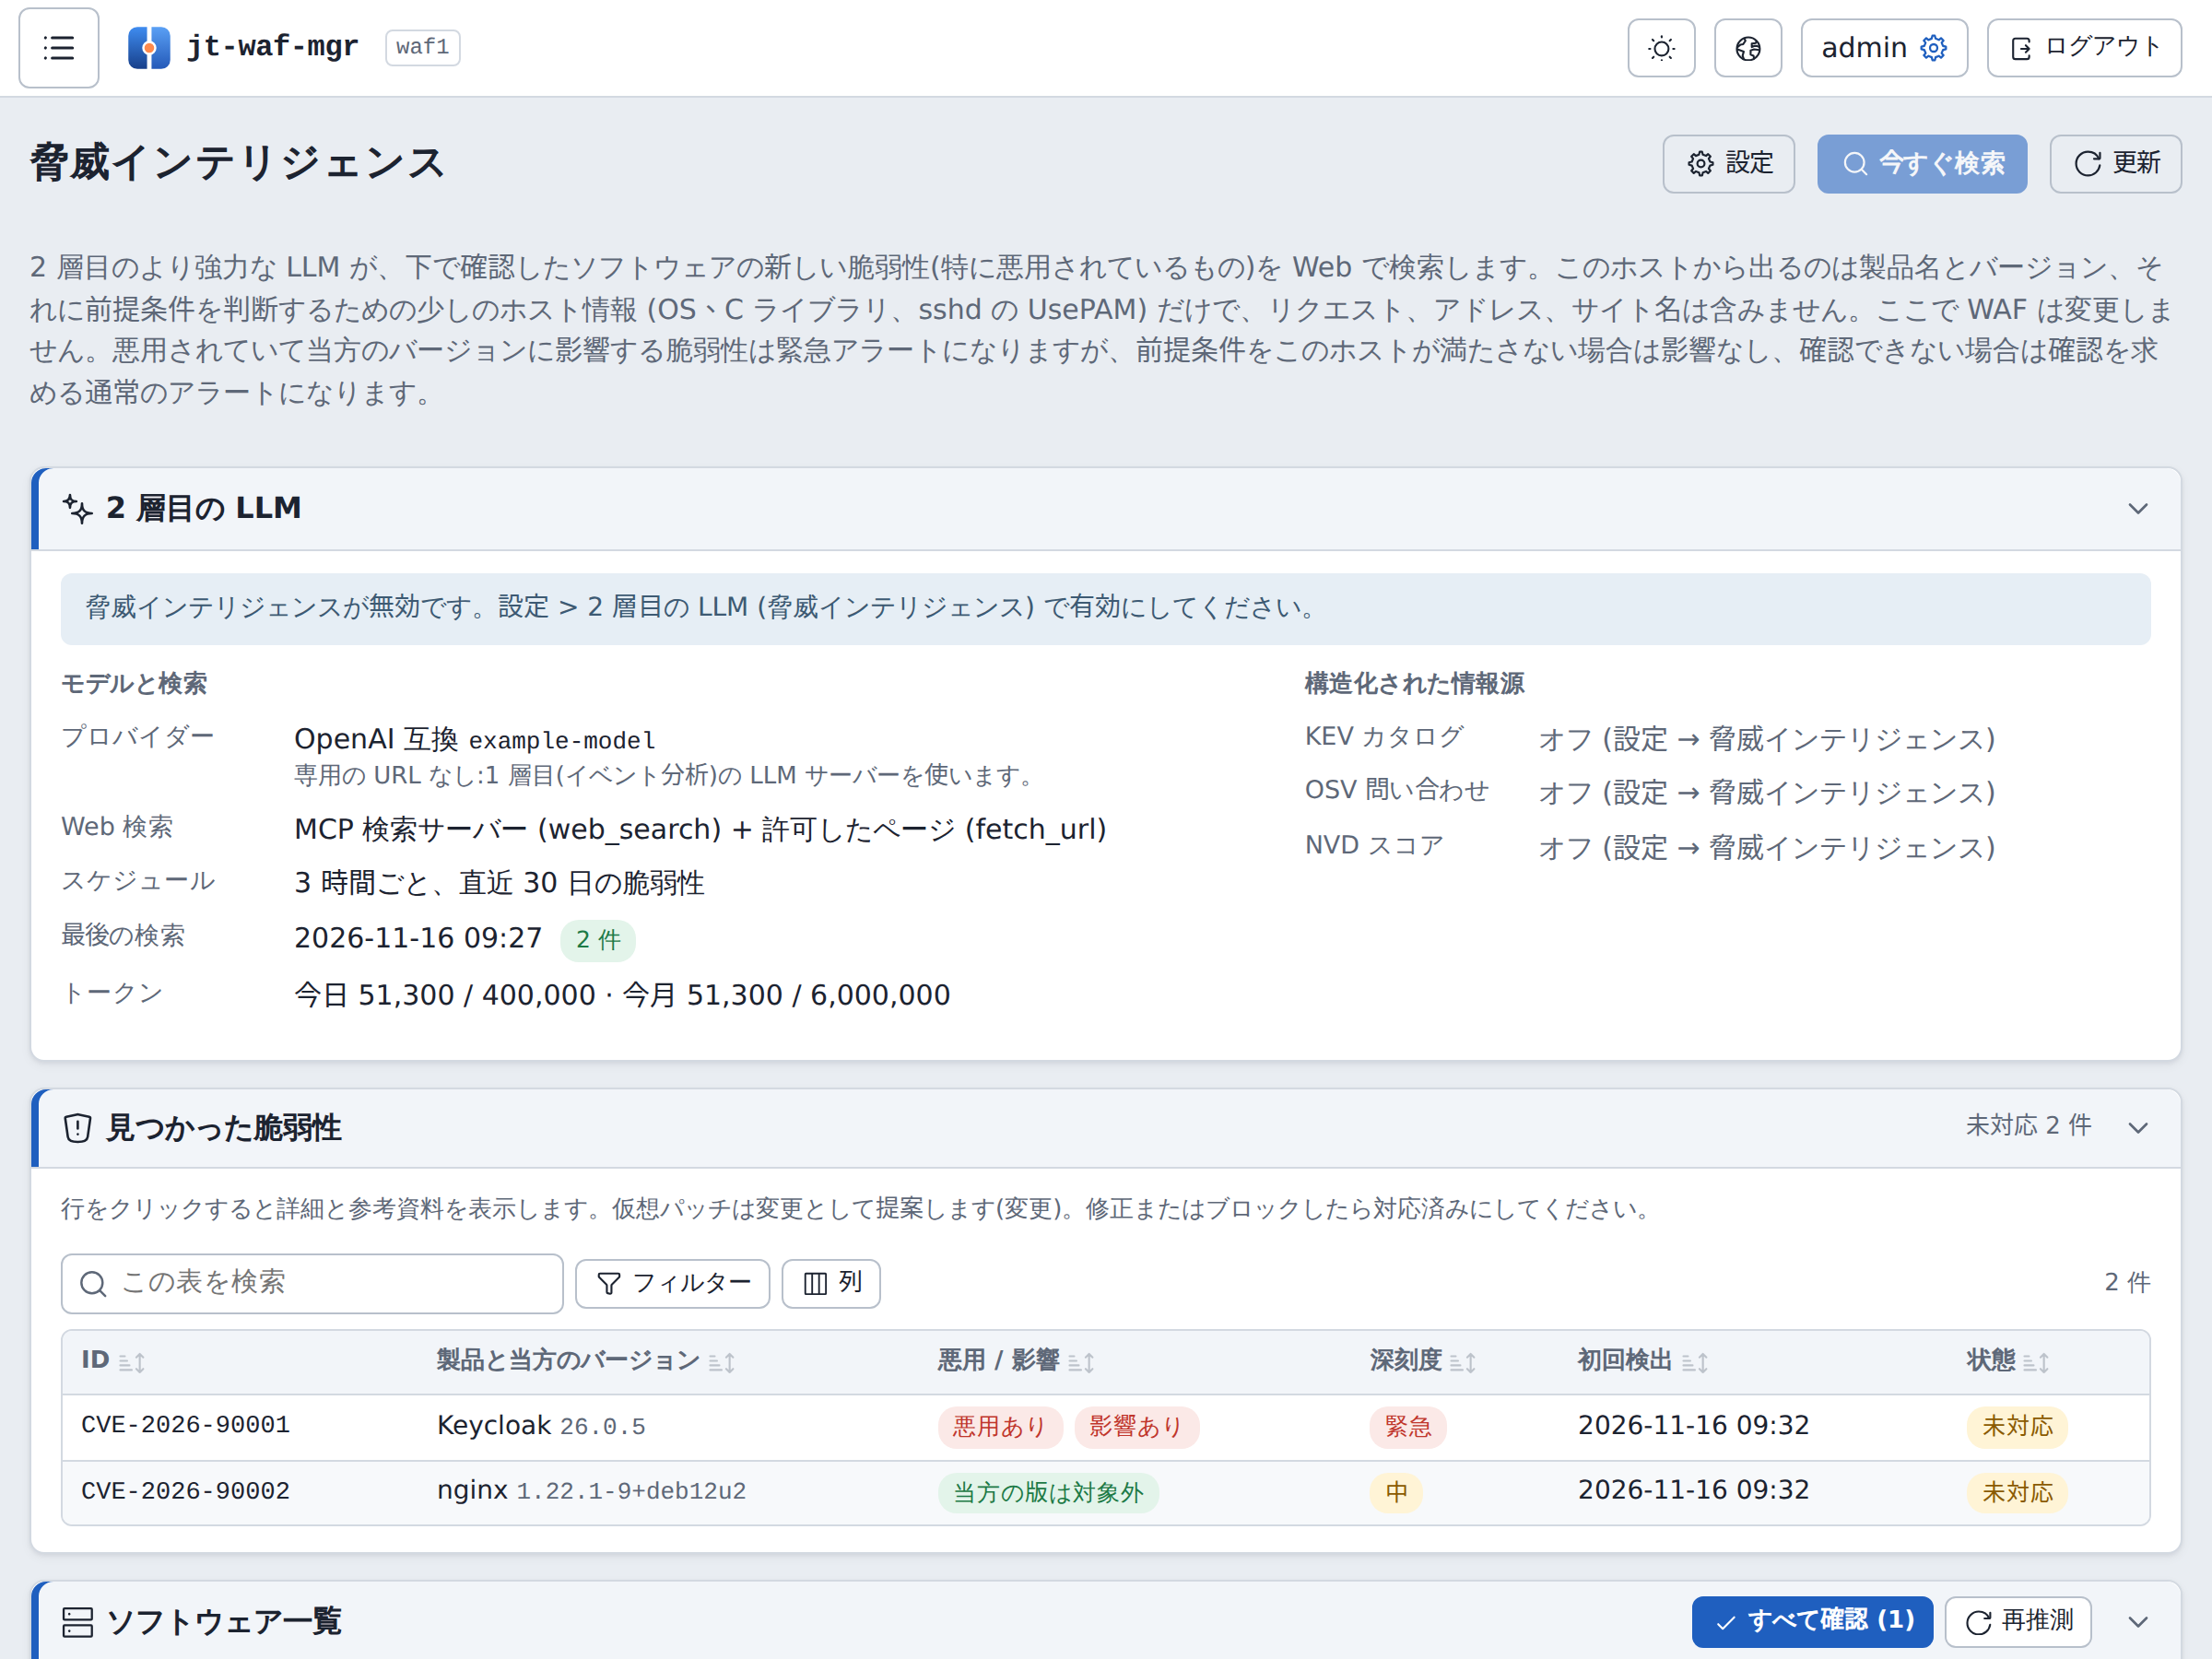 jt-waf-mgr waf1 admin ログアウト
脅威インテリジェンス 設定 今すぐ検索 更新
2 層目のより強力な LLM が、下で確認したソフトウェアの新しい脆弱性(特に悪用されているもの)を Web で検索します。このホストから出るのは製品名とバージョン、そ
れに前提条件を判断するための少しのホスト情報 (OS、C ライブラリ、sshd の UsePAM) だけで、リクエスト、アドレス、サイト名は含みません。ここで WAF は変更しま
せん。悪用されていて当方のバージョンに影響する脆弱性は緊急アラートになりますが、前提条件をこのホストが満たさない場合は影響なし、確認できない場合は確認を求
める通常のアラートになります。
2 層目の LLM
脅威インテリジェンスが無効です。設定 > 2 層目の LLM (脅威インテリジェンス) で有効にしてください。
モデルと検索
プロバイダー OpenAI 互換 example-model
専用の URL なし:1 層目(イベント分析)の LLM サーバーを使います。
Web 検索 MCP 検索サーバー (web_search) + 許可したページ (fetch_url)
スケジュール 3 時間ごと、直近 30 日の脆弱性
最後の検索 2026-11-16 09:27 2 件
トークン 今日 51,300 / 400,000 · 今月 51,300 / 6,000,000
構造化された情報源
KEV カタログ オフ (設定 → 脅威インテリジェンス)
OSV 問い合わせ オフ (設定 → 脅威インテリジェンス)
NVD スコア オフ (設定 → 脅威インテリジェンス)
見つかった脆弱性 未対応 2 件
行をクリックすると詳細と参考資料を表示します。仮想パッチは変更として提案します(変更)。修正またはブロックしたら対応済みにしてください。
この表を検索 フィルター 列 2 件
ID 製品と当方のバージョン 悪用 / 影響 深刻度 初回検出 状態
CVE-2026-90001 Keycloak 26.0.5 悪用あり 影響あり 緊急 2026-11-16 09:32 未対応
CVE-2026-90002 nginx 1.22.1-9+deb12u2 当方の版は対象外 中 2026-11-16 09:32 未対応
ソフトウェア一覧 すべて確認 (1) 再推測